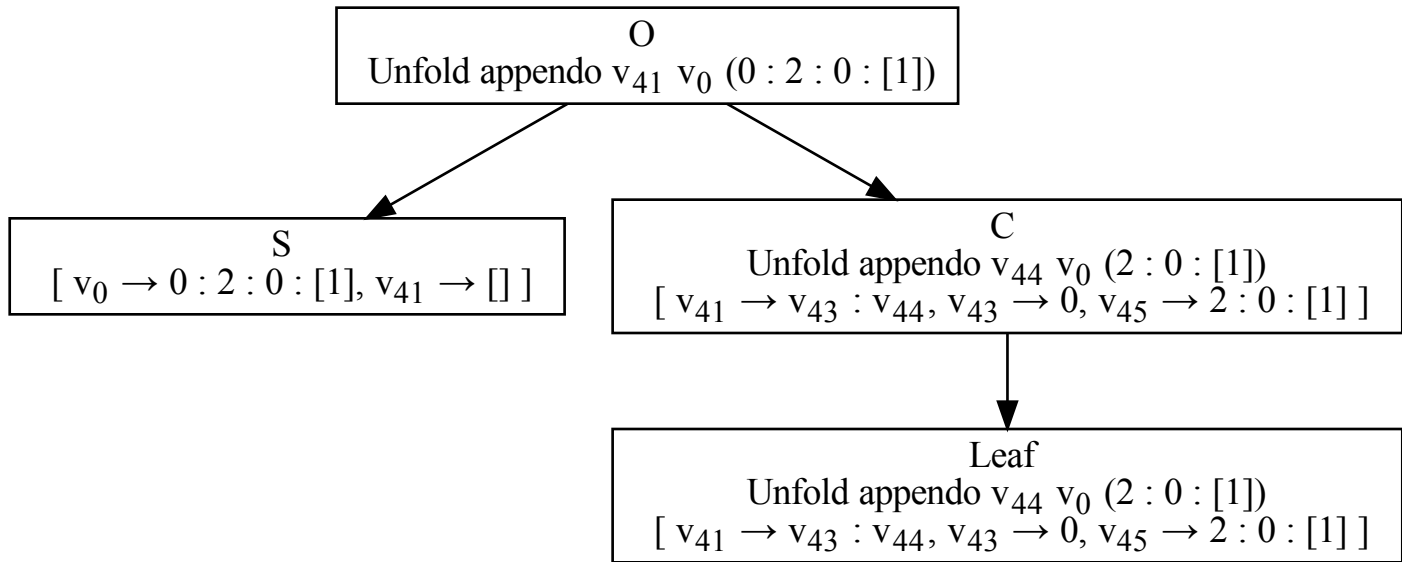 O
Unfold appendo v₄₁ v₀ (0 : 2 : 0 : [1])
S
[ v₀ → 0 : 2 : 0 : [1], v₄₁ → [] ]
C
Unfold appendo v₄₄ v₀ (2 : 0 : [1])
[ v₄₁ → v₄₃ : v₄₄, v₄₃ → 0, v₄₅ → 2 : 0 : [1] ]
Leaf
Unfold appendo v₄₄ v₀ (2 : 0 : [1])
[ v₄₁ → v₄₃ : v₄₄, v₄₃ → 0, v₄₅ → 2 : 0 : [1] ]